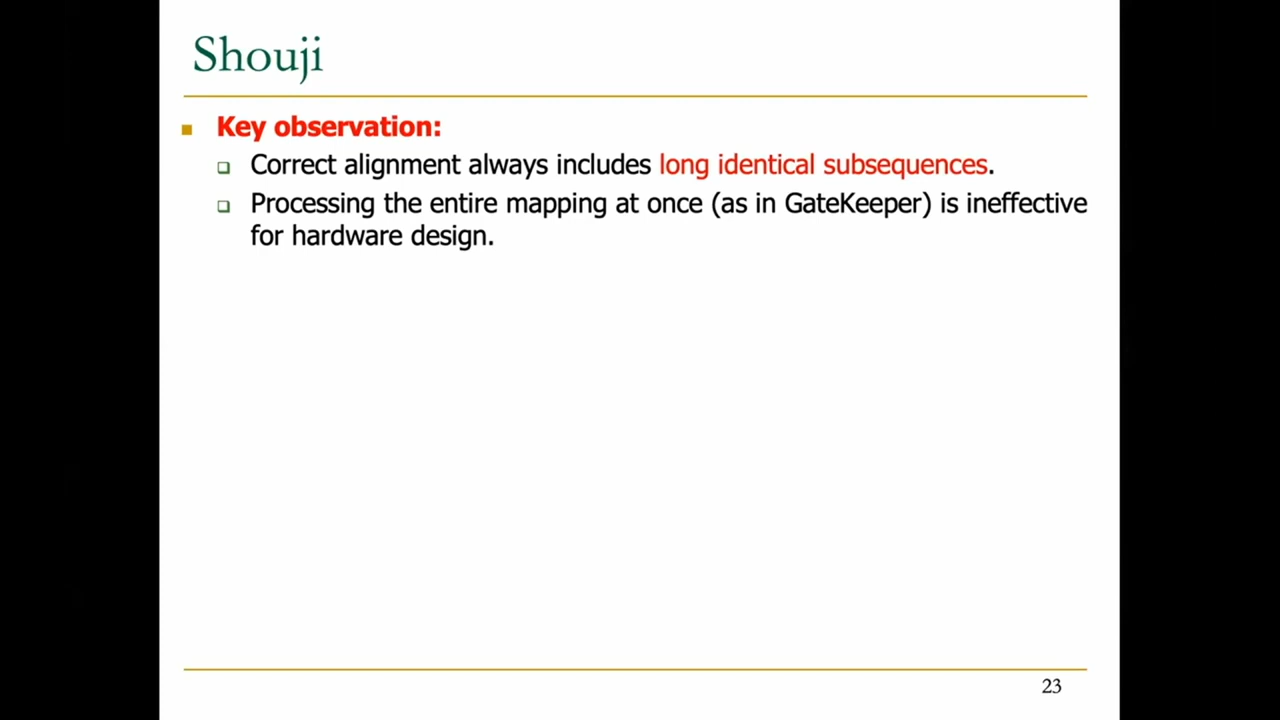 Shouji
Key observation:
Correct alignment always includes long identical subsequences.
Processing the entire mapping at once (as in GateKeeper) is ineffective
for hardware design.
23